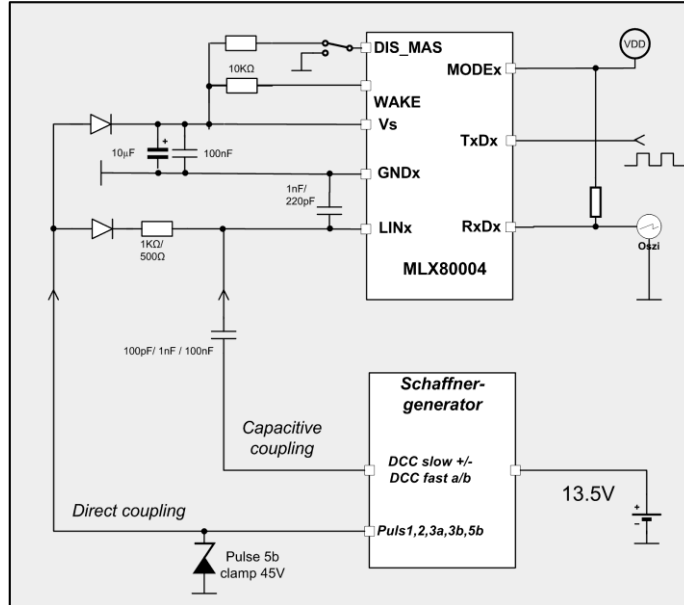 DIS_MAS
VDD
MODEx
10KΩ
WAKE
Vs
TxDx
+
10µF
100nF
GNDx
1nF/
220pF
LINx
RxDx
Oszi
1KΩ/
500Ω
MLX80004
100pF/ 1nF / 100nF
Schaffner-
generator
Capacitive
coupling
DCC slow +/-
DCC fast a/b
13.5V
+
−
Direct coupling
Puls1,2,3a,3b,5b
Pulse 5b
clamp 45V